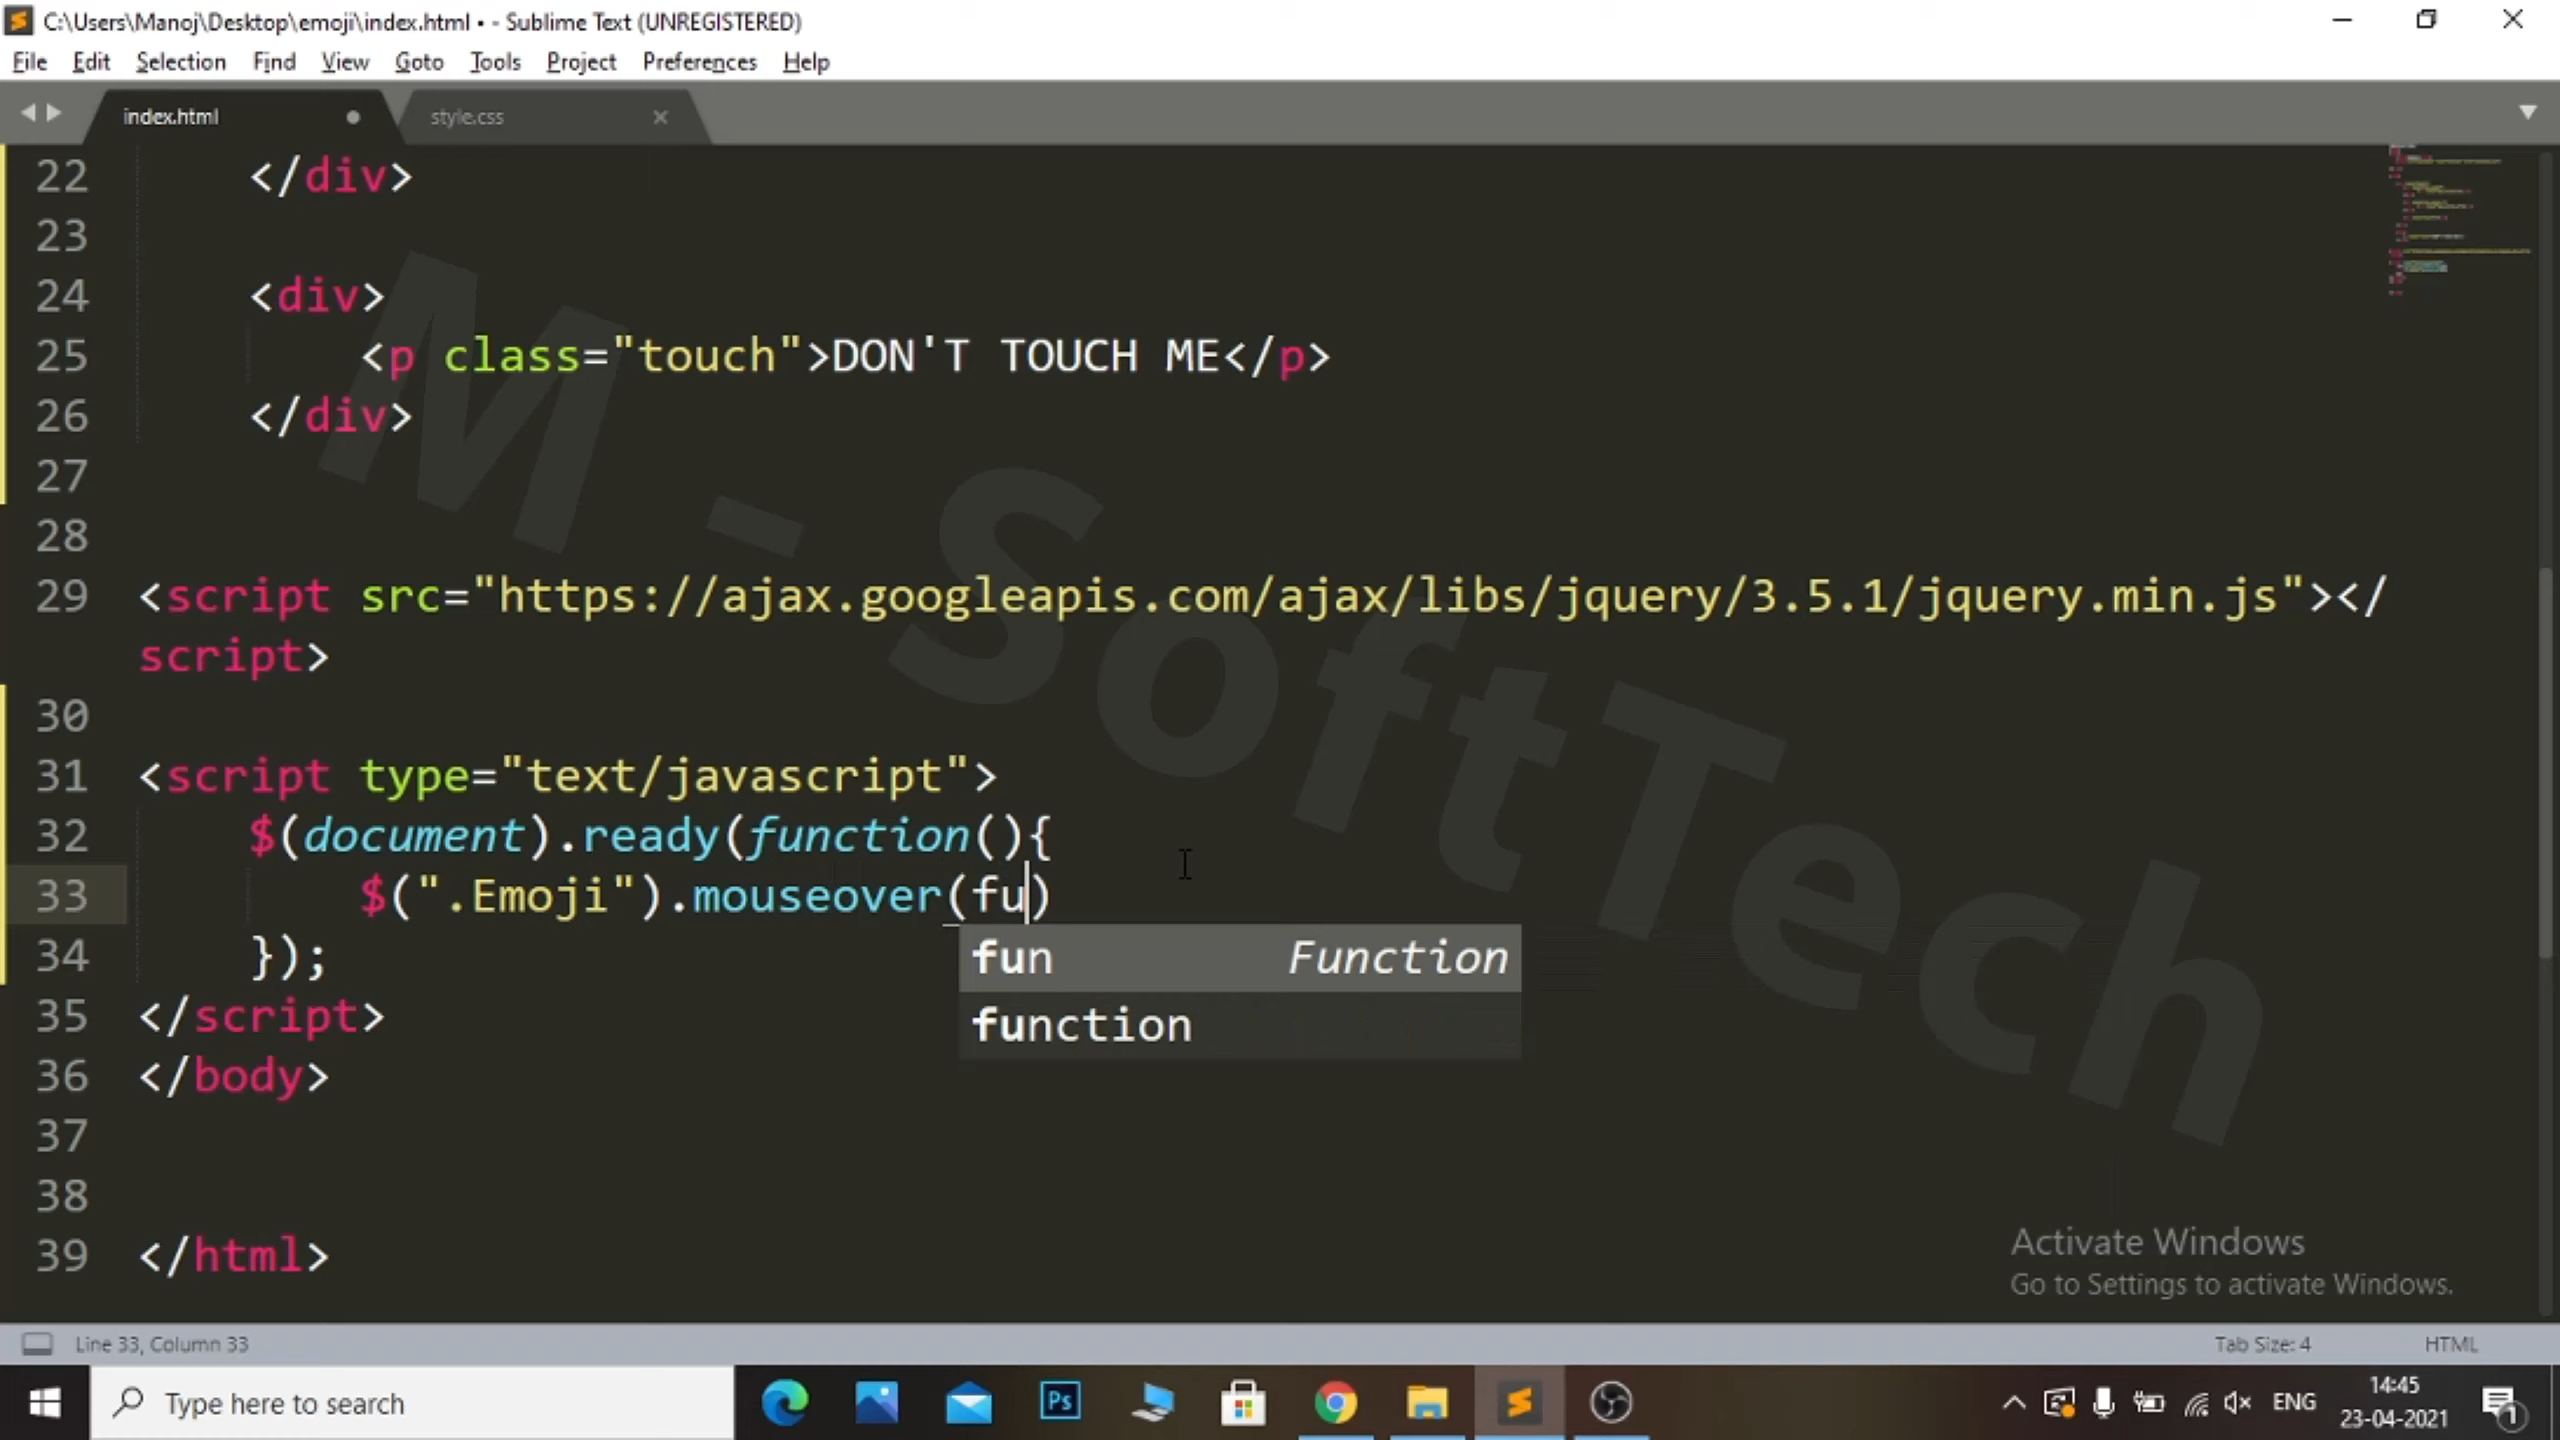 C:\Users\Manoj\Desktop\emoji\index.html • - Sublime Text (UNREGISTERED)
File Edit Selection Find View Goto Tools Project Preferences Help
index.html style.css
22 </div>
23
24 <div>
25 <p class="touch">DON'T TOUCH ME</p>
26 </div>
27
28
29 <script src="https://ajax.googleapis.com/ajax/libs/jquery/3.5.1/jquery.min.js"></
script>
30
31 <script type="text/javascript">
32 $(document).ready(function(){
33 $(".Emoji").mouseover(fu)
fun Function
34 });
function
35 </script>
36 </body>
37
38
39 </html>
M - SoftTech
Activate Windows
Go to Settings to activate Windows.
Line 33, Column 33 Tab Size: 4 HTML
Type here to search Ps ENG 14:45
23-04-2021 1